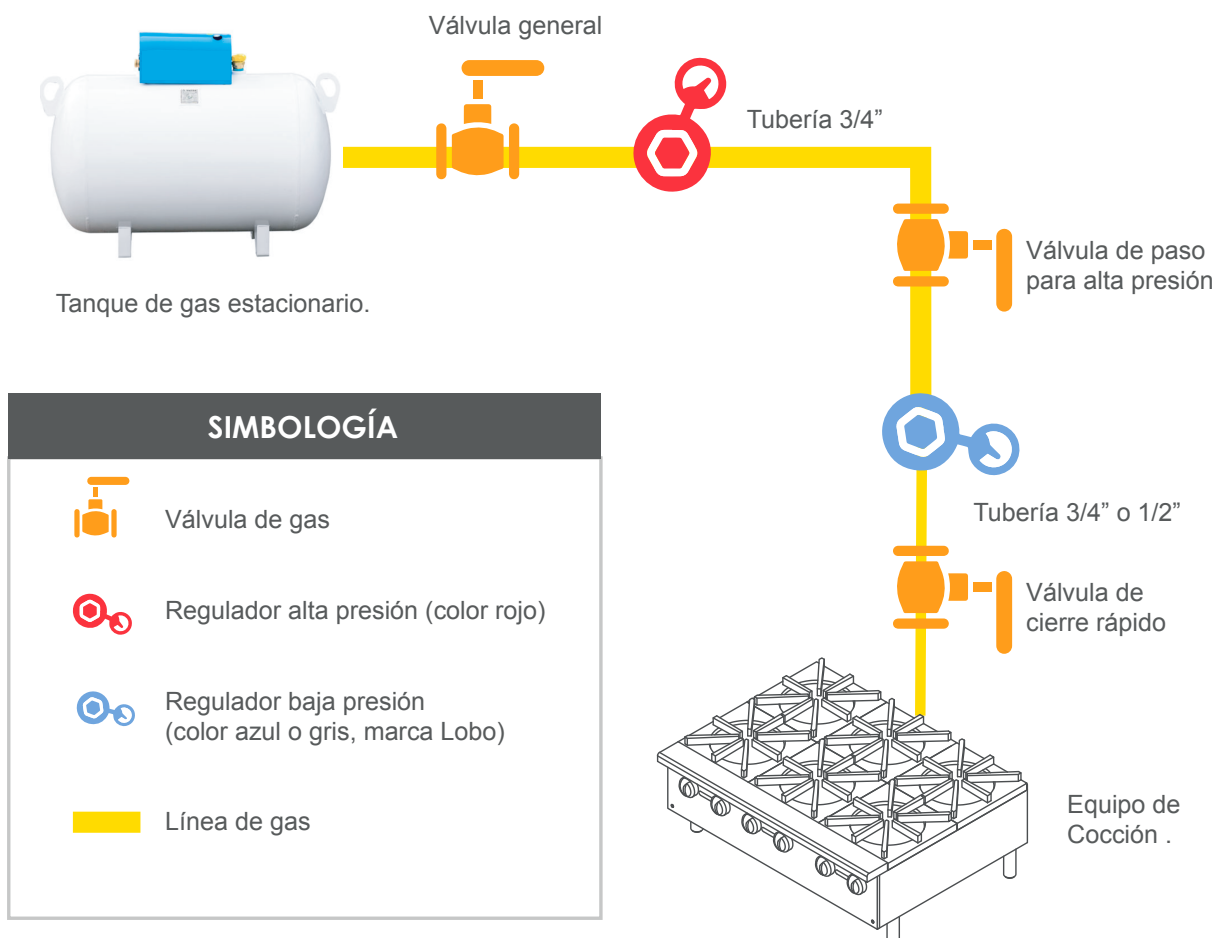 Válvula general
Tubería 3/4”
Válvula de paso
para alta presión
Tanque de gas estacionario.
SIMBOLOGÍA
Válvula de gas
Regulador alta presión (color rojo)
Regulador baja presión
(color azul o gris, marca Lobo)
Línea de gas
Tubería 3/4” o 1/2”
Válvula de
cierre rápido
Equipo de
Cocción .